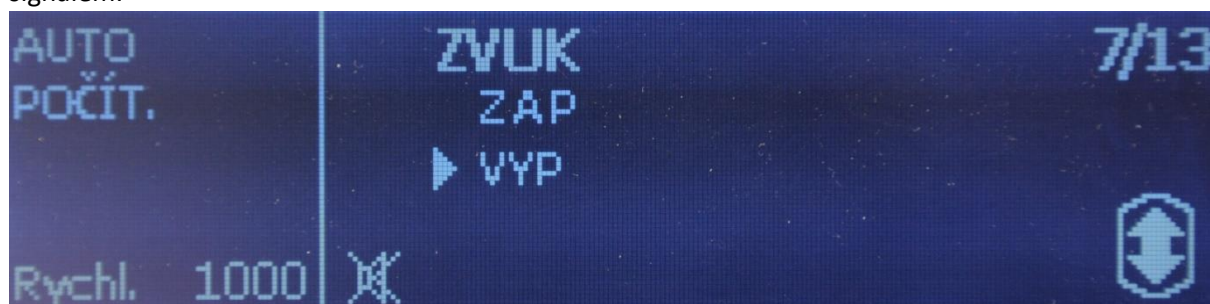 AUTO
POČÍT.
Rychl. 1000
ZVUK
ZAP
VYP
7/13